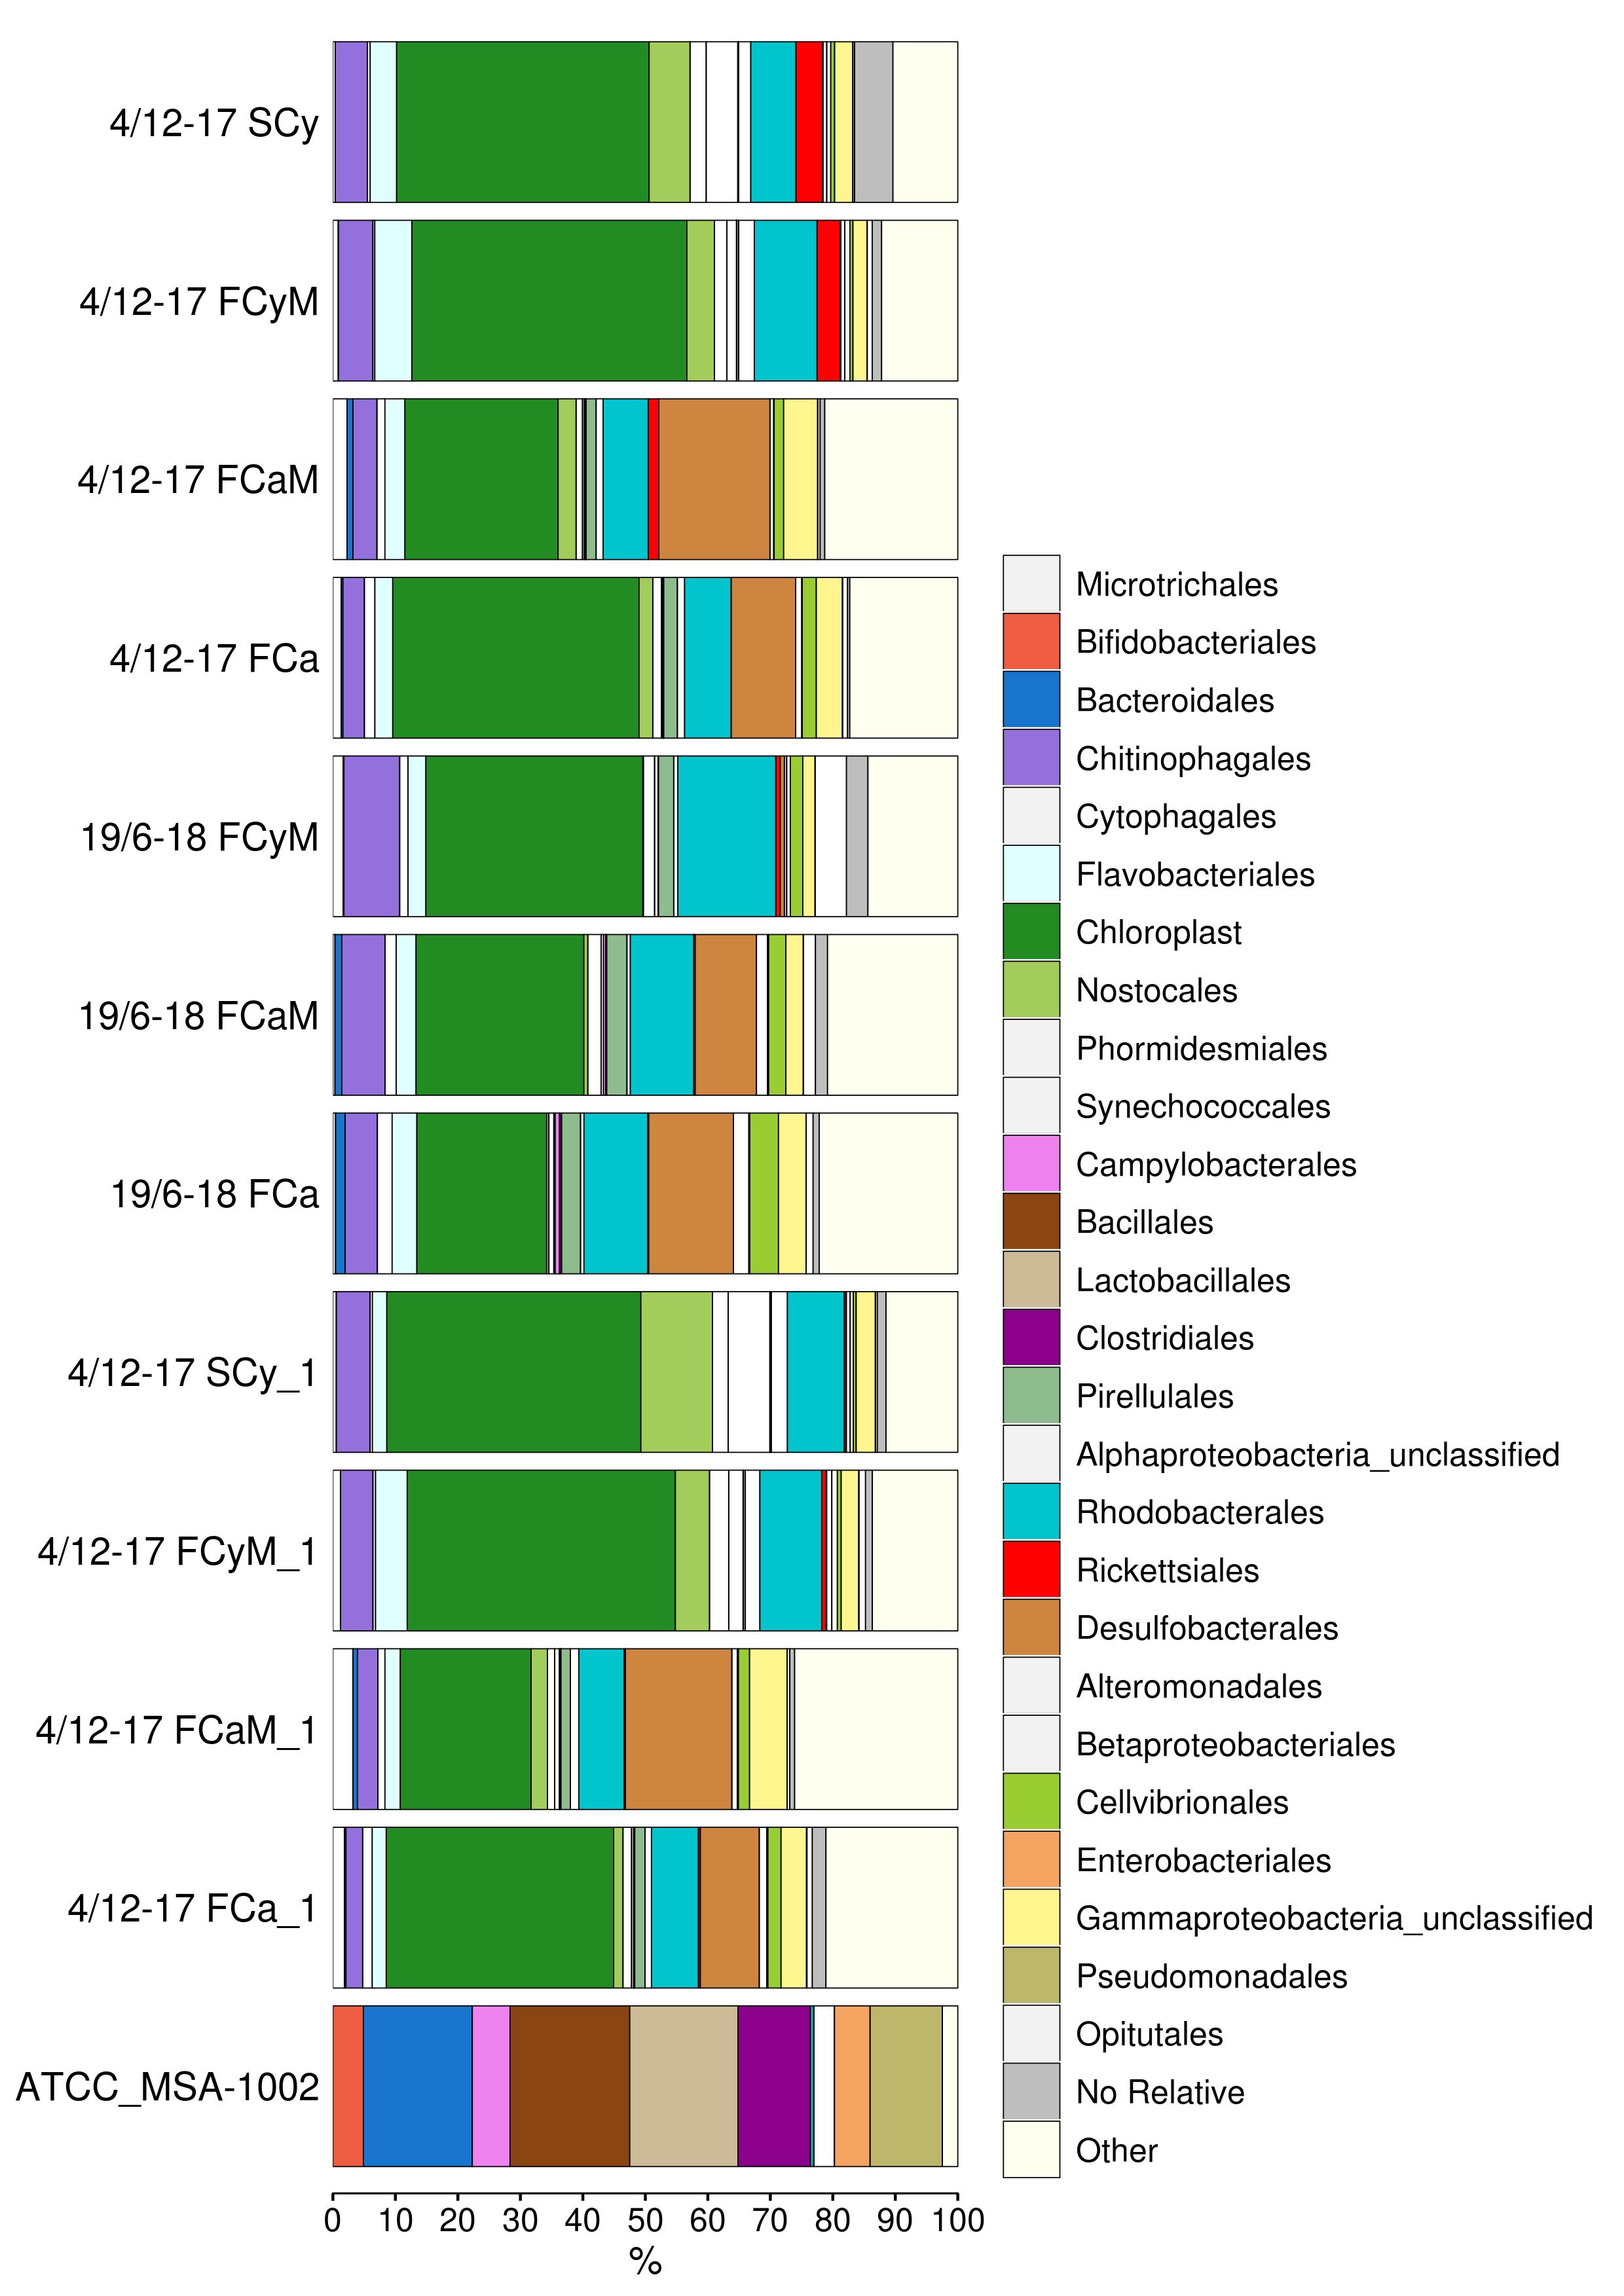 4/12-17 SCy
4/12-17 FCyM
4/12-17 FCaM
4/12-17 FCa
19/6-18 FCyM
19/6-18 FCaM
19/6-18 FCa
4/12-17 SCy_1
4/12-17 FCyM_1
4/12-17 FCaM_1
4/12-17 FCa_1
ATCC_MSA-1002
0 10 20 30 40 50 60 70 80 90 100
%
Microtrichales
Bifidobacteriales
Bacteroidales
Chitinophagales
Cytophagales
Flavobacteriales
Chloroplast
Nostocales
Phormidesmiales
Synechococcales
Campylobacterales
Bacillales
Lactobacillales
Clostridiales
Pirellulales
Alphaproteobacteria_unclassified
Rhodobacterales
Rickettsiales
Desulfobacterales
Alteromonadales
Betaproteobacteriales
Cellvibrionales
Enterobacteriales
Gammaproteobacteria_unclassified
Pseudomonadales
Opitutales
No Relative
Other